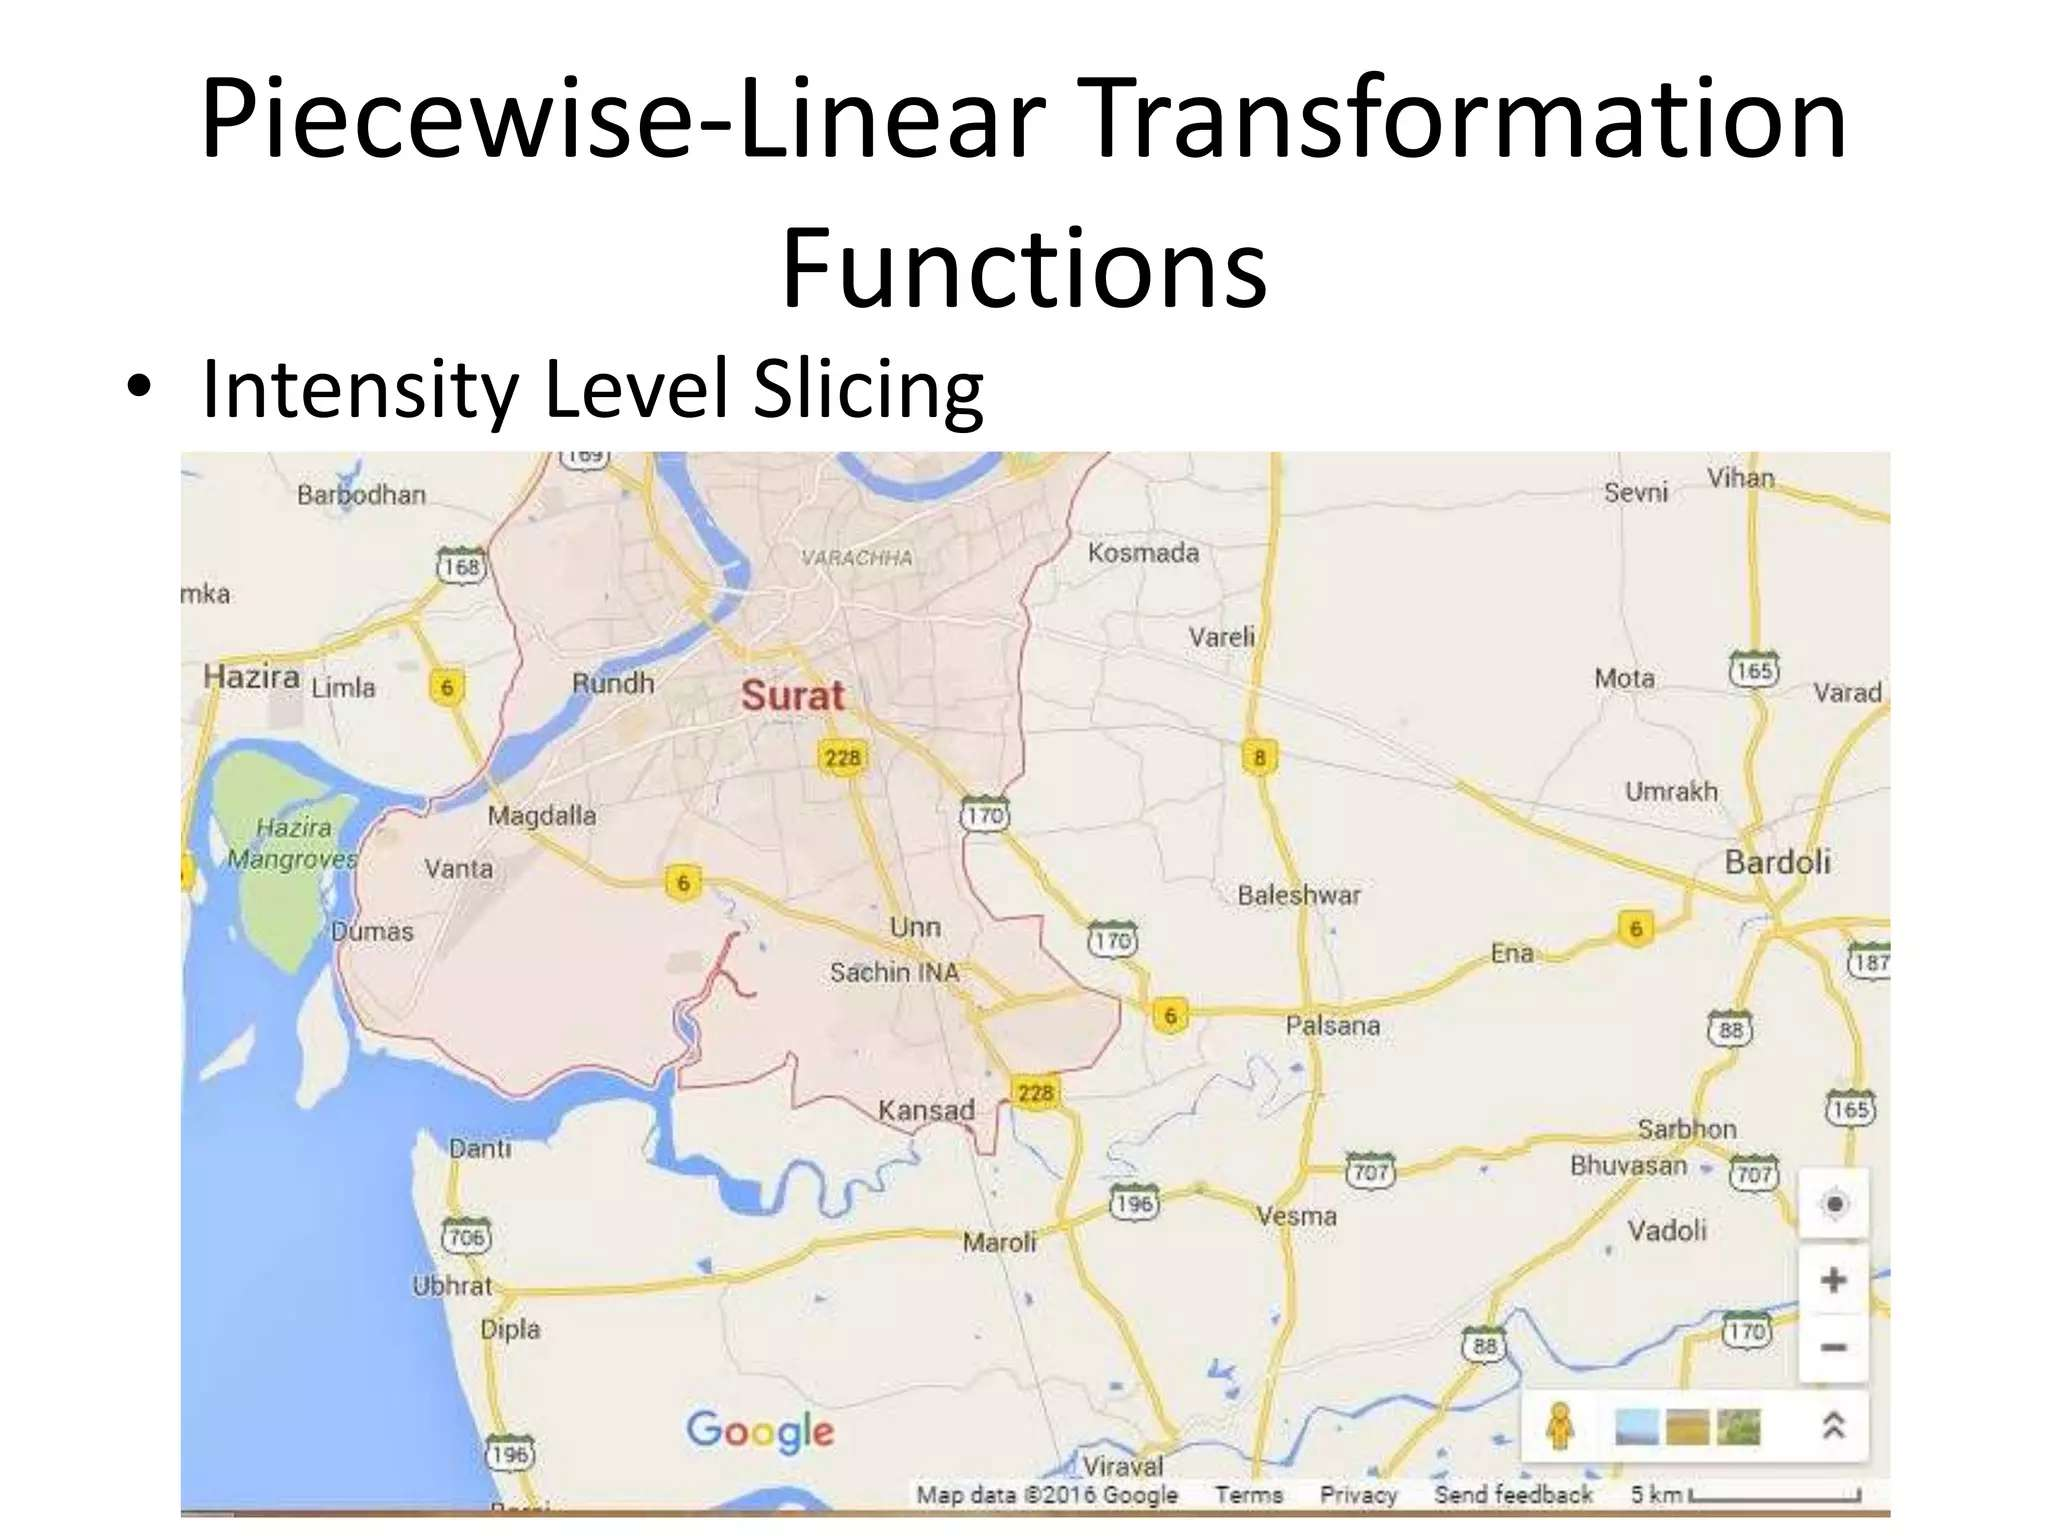 Piecewise-Linear Transformation
Functions
• Intensity Level Slicing
169
Barbodhan
Sevni
Vihan
VARACHHA
Kosmada
168
mka
Vareli
Hazira
Limla
6
Rundh
Surat
Mota
165
Varad
228
8
Umrakh
Magdalla
170
Hazira
Mangroves
Vanta
6
Bardoli
Baleshwar
Dumas
Unn
170
6
Ena
Sachin INA
187
6
Palsana
88
228
Kansad
165
Danti
Sarbhon
Bhuvasan
707
707
196
706
Vesma
Maroli
Vadoli
Ubhrat
Dipla
88
170
Google
196
Viraval
Map data ©2016 Google Terms Privacy Send feedback 5 km